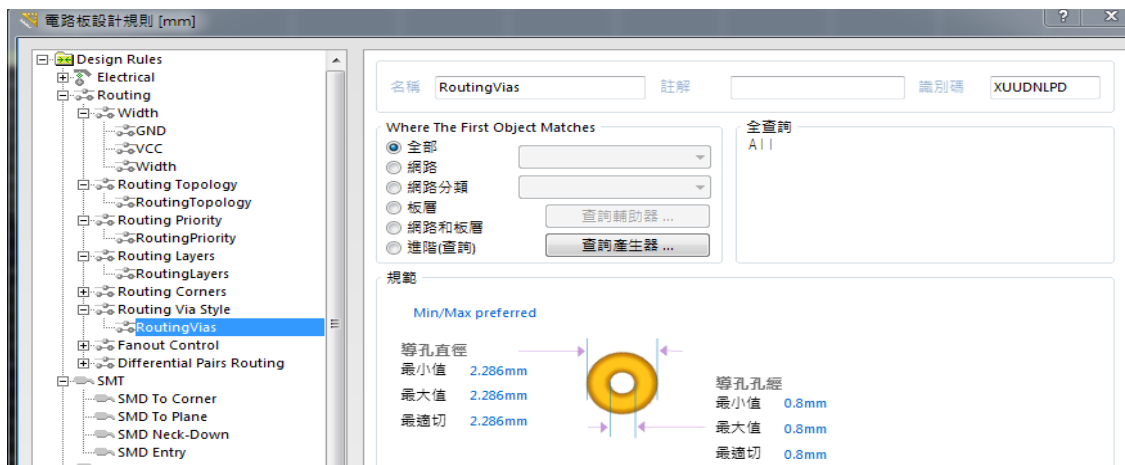 電路板設計規則 [mm]
Design Rules
Electrical
Routing
Width
GND
VCC
Width
Routing Topology
RoutingTopology
Routing Priority
RoutingPriority
Routing Layers
RoutingLayers
Routing Corners
Routing Via Style
RoutingVias
Fanout Control
Differential Pairs Routing
SMT
SMD To Corner
SMD To Plane
SMD Neck-Down
SMD Entry
名稱 RoutingVias 註解 識別碼 XUUDNLPD
Where The First Object Matches
全部
網路
網路分類
板層
網路和板層
進階(查詢)
查詢輔助器 ...
查詢產生器 ...
全查詢
All
規範
Min/Max preferred
導孔直徑
最小值 2.286mm
最大值 2.286mm
最適切 2.286mm
導孔孔經
最小值 0.8mm
最大值 0.8mm
最適切 0.8mm